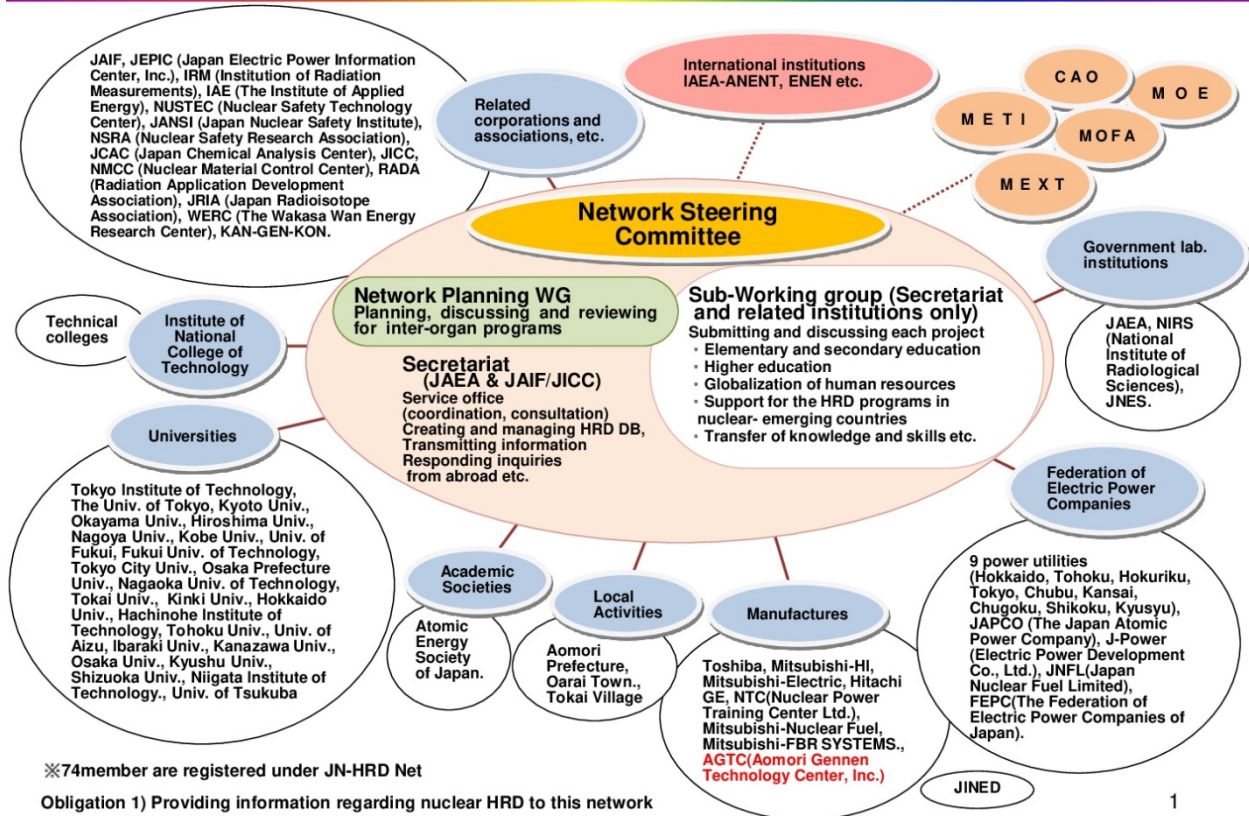 JAIF, JEPIC (Japan Electric Power Information
Center, Inc.), IRM (Institution of Radiation
Measurements), IAE (The Institute of Applied
Energy), NUSTEC (Nuclear Safety Technology
Center), JANSI (Japan Nuclear Safety Institute),
NSRA (Nuclear Safety Research Association),
JCAC (Japan Chemical Analysis Center), JICC,
NMCC (Nuclear Material Control Center), RADA
(Radiation Application Development
Association), JRIA (Japan Radioisotope
Association), WERC (The Wakasa Wan Energy
Research Center), KAN-GEN-KON.
Related
corporations and
associations, etc.
International institutions
IAEA-ANENT, ENEN etc.
CAO
MOE
METI
MOFA
MEXT
Network Steering
Committee
Government lab.
institutions
JAEA, NIRS
(National
Institute of
Radiological
Sciences),
JNES.
Network Planning WG
Planning, discussing and reviewing
for inter-organ programs
Sub-Working group (Secretariat
and related institutions only)
Submitting and discussing each project
・Elementary and secondary education
・Higher education
・Globalization of human resources
・Support for the HRD programs in
nuclear- emerging countries
・Transfer of knowledge and skills etc.
Secretariat
(JAEA & JAIF/JICC)
Service office
(coordination, consultation)
Creating and managing HRD DB,
Transmitting information
Responding inquiries
from abroad etc.
Technical
colleges
Institute of
National
College of
Technology
Universities
Tokyo Institute of Technology,
The Univ. of Tokyo, Kyoto Univ.,
Okayama Univ., Hiroshima Univ.,
Nagoya Univ., Kobe Univ., Univ. of
Fukui, Fukui Univ. of Technology,
Tokyo City Univ., Osaka Prefecture
Univ., Nagaoka Univ. of Technology,
Tokai Univ., Kinki Univ., Hokkaido
Univ., Hachinohe Institute of
Technology, Tohoku Univ., Univ. of
Aizu, Ibaraki Univ., Kanazawa Univ.,
Osaka Univ., Kyushu Univ.,
Shizuoka Univ., Niigata Institute of
Technology., Univ. of Tsukuba
Academic
Societies
Atomic
Energy
Society
of Japan.
Local
Activities
Aomori
Prefecture,
Oarai Town.,
Tokai Village
Manufactures
Toshiba, Mitsubishi-HI,
Mitsubishi-Electric, Hitachi
GE, NTC(Nuclear Power
Training Center Ltd.),
Mitsubishi-Nuclear Fuel,
Mitsubishi-FBR SYSTEMS.,
AGTC(Aomori Gennen
Technology Center, Inc.)
Federation of
Electric Power
Companies
9 power utilities
(Hokkaido, Tohoku, Hokuriku,
Tokyo, Chubu, Kansai,
Chugoku, Shikoku, Kyusyu),
JAPCO (The Japan Atomic
Power Company), J-Power
(Electric Power Development
Co., Ltd.), JNFL(Japan
Nuclear Fuel Limited),
FEPC(The Federation of
Electric Power Companies of
Japan).
JINED
※74member are registered under JN-HRD Net
Obligation 1) Providing information regarding nuclear HRD to this network
1